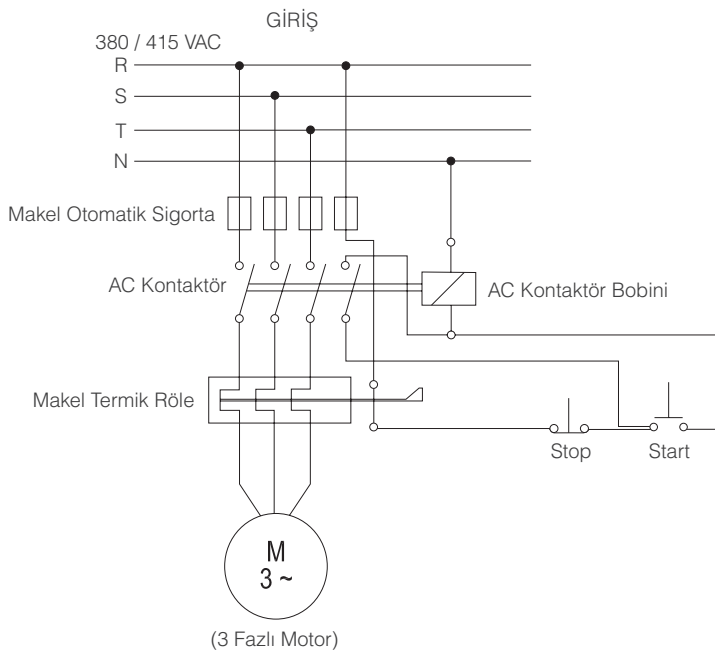 GİRİŞ
380 / 415 VAC
R
S
T
N
Makel Otomatik Sigorta
AC Kontaktör
AC Kontaktör Bobini
Makel Termik Röle
Stop
Start
M
3 ~
(3 Fazlı Motor)